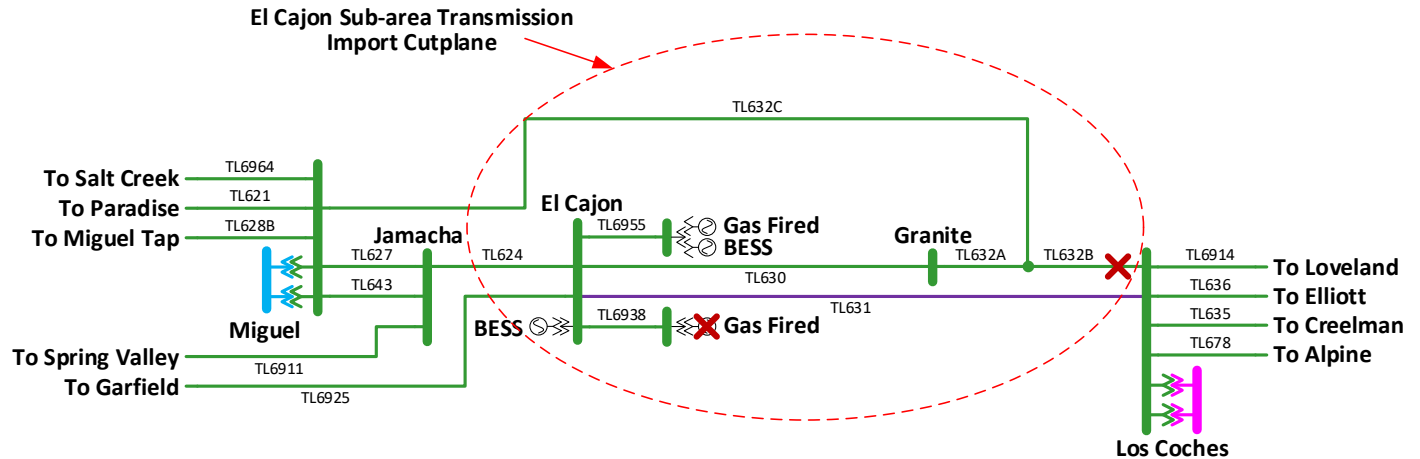 El Cajon Sub-area Transmission
Import Cutplane
TL632C
TL6964
To Salt Creek
TL621
To Paradise
TL628B
To Miguel Tap
El Cajon
TL6955
Gas Fired
BESS
Jamacha
Granite
TL627
TL624
TL632A
TL632B
TL6914
To Loveland
TL630
TL643
TL631
TL636
To Elliott
Miguel
BESS
TL6938
Gas Fired
TL635
To Creelman
To Spring Valley
TL6911
TL678
To Alpine
To Garfield
TL6925
Los Coches